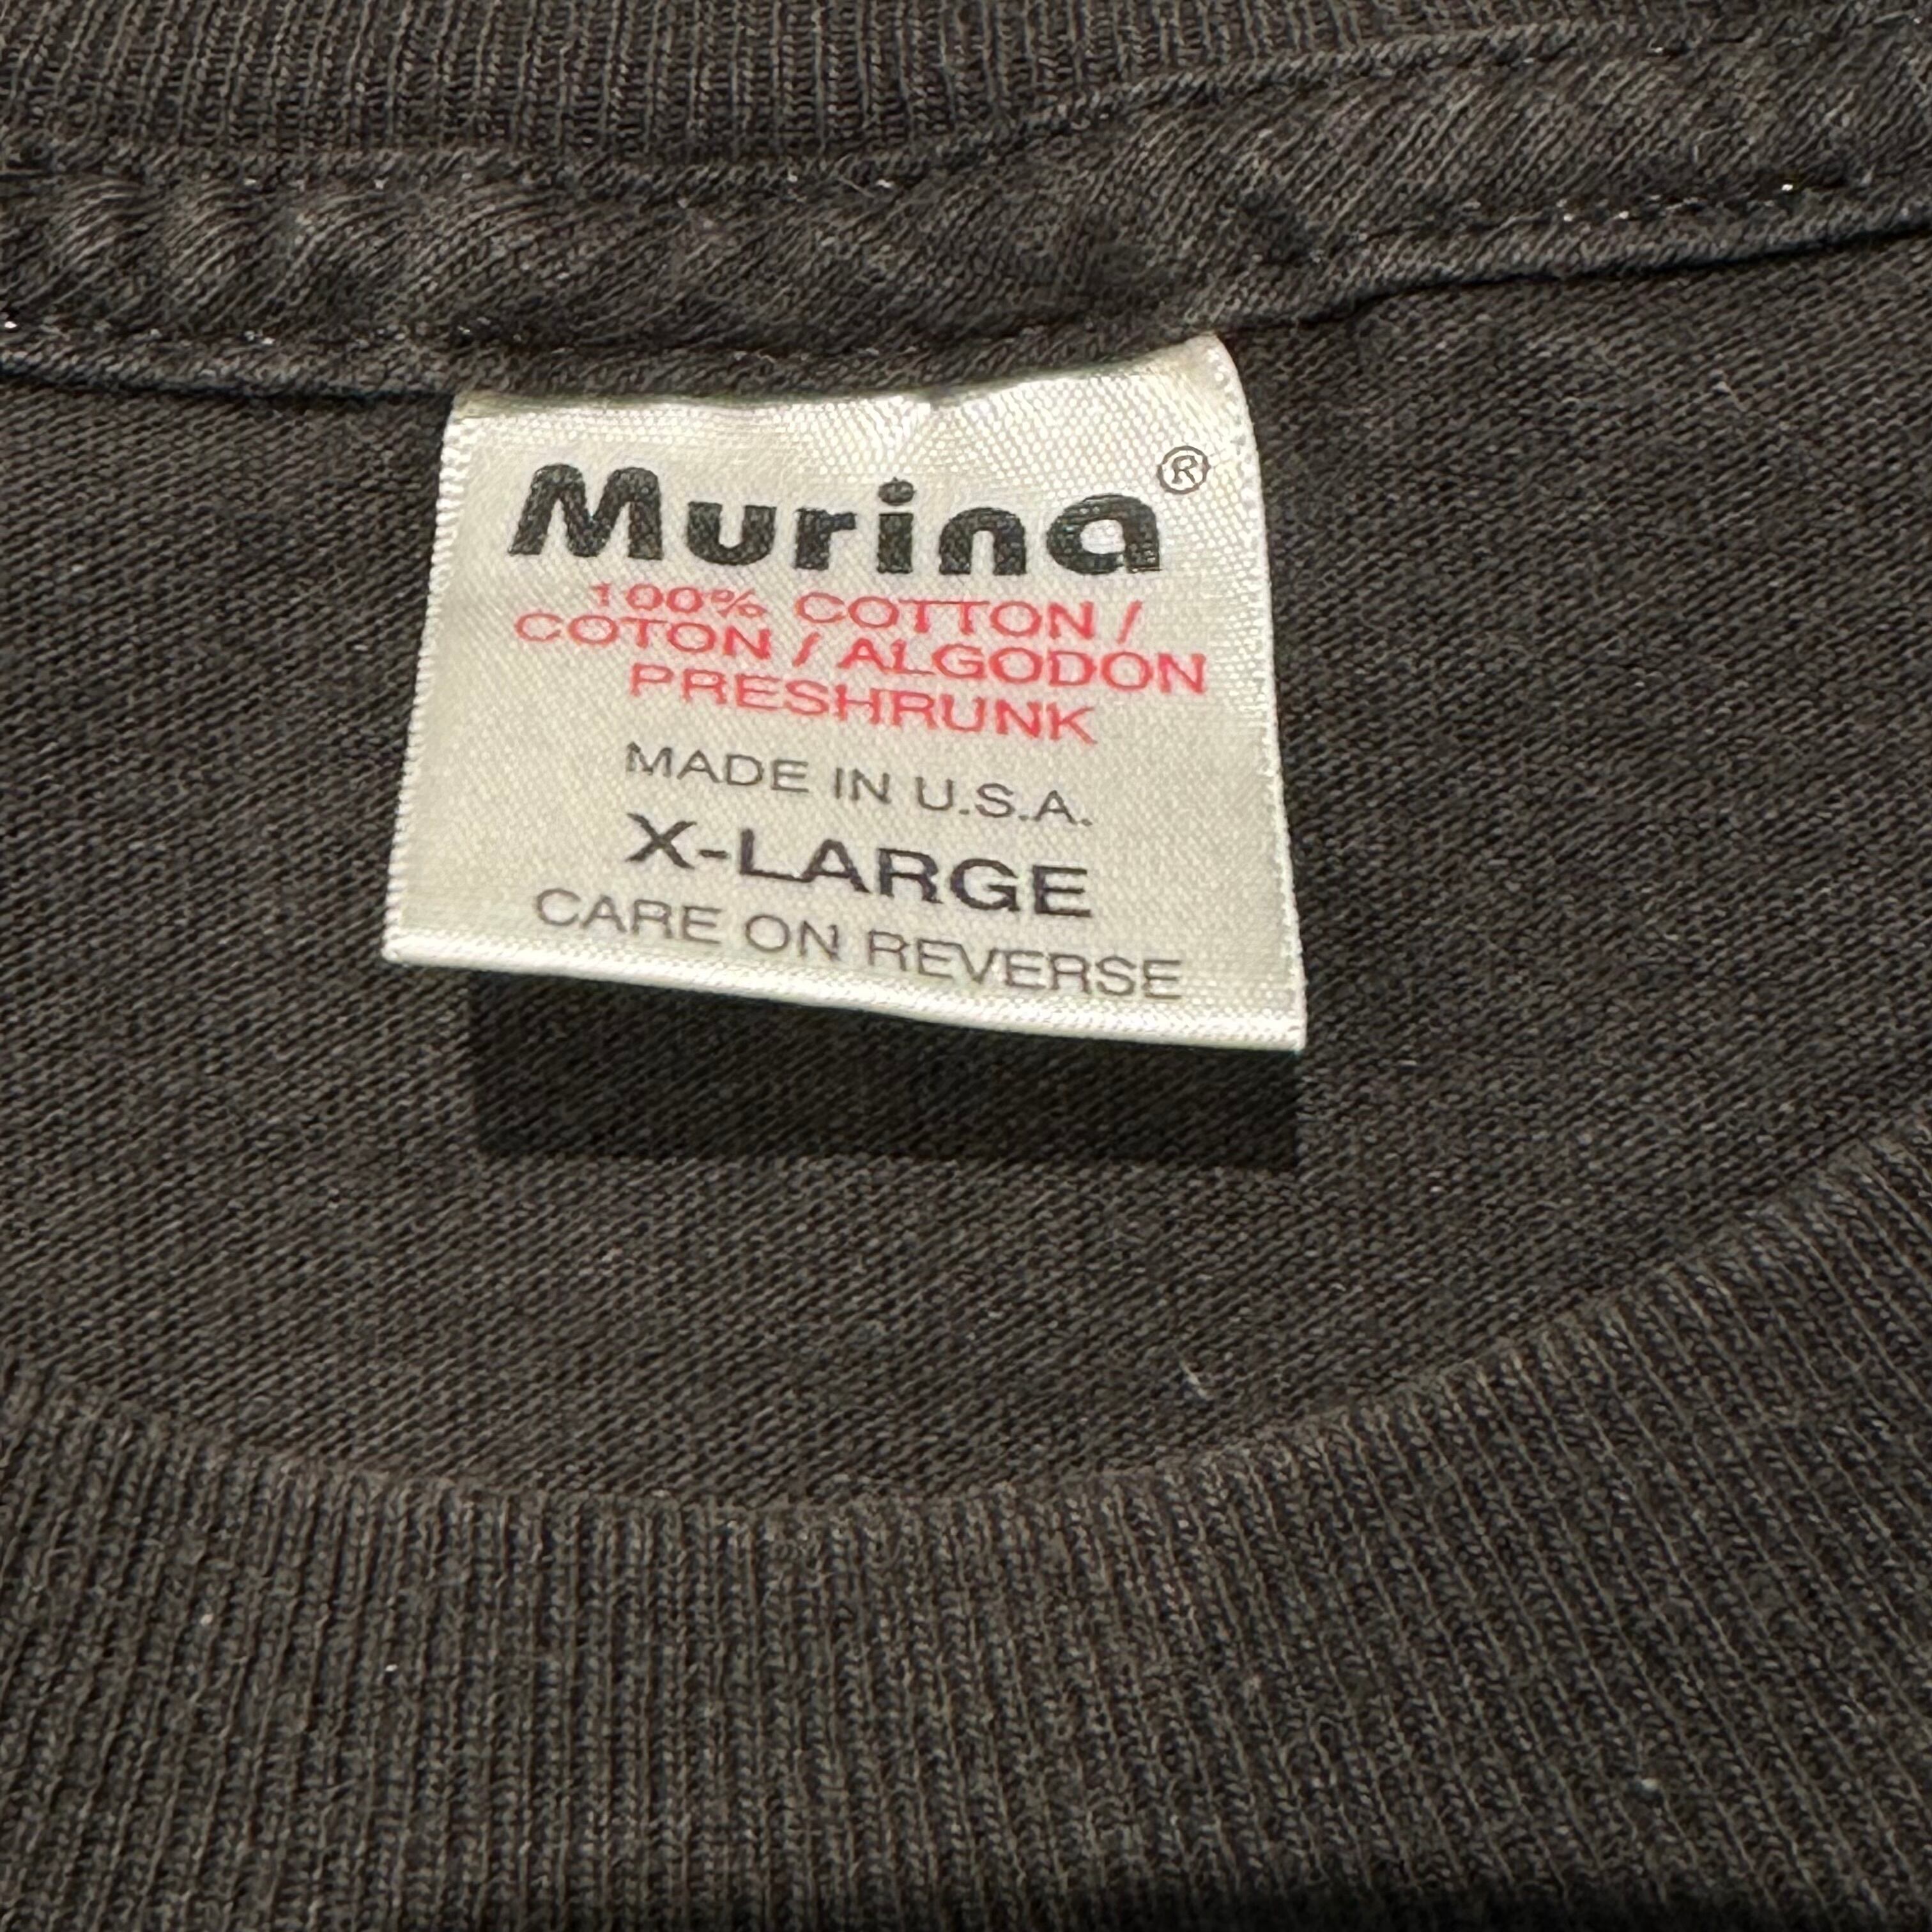 Murina®
100% COTTON /
COTON / ALGODON
PRESHRUNK
MADE IN U.S.A.
X-LARGE
CARE ON REVERSE